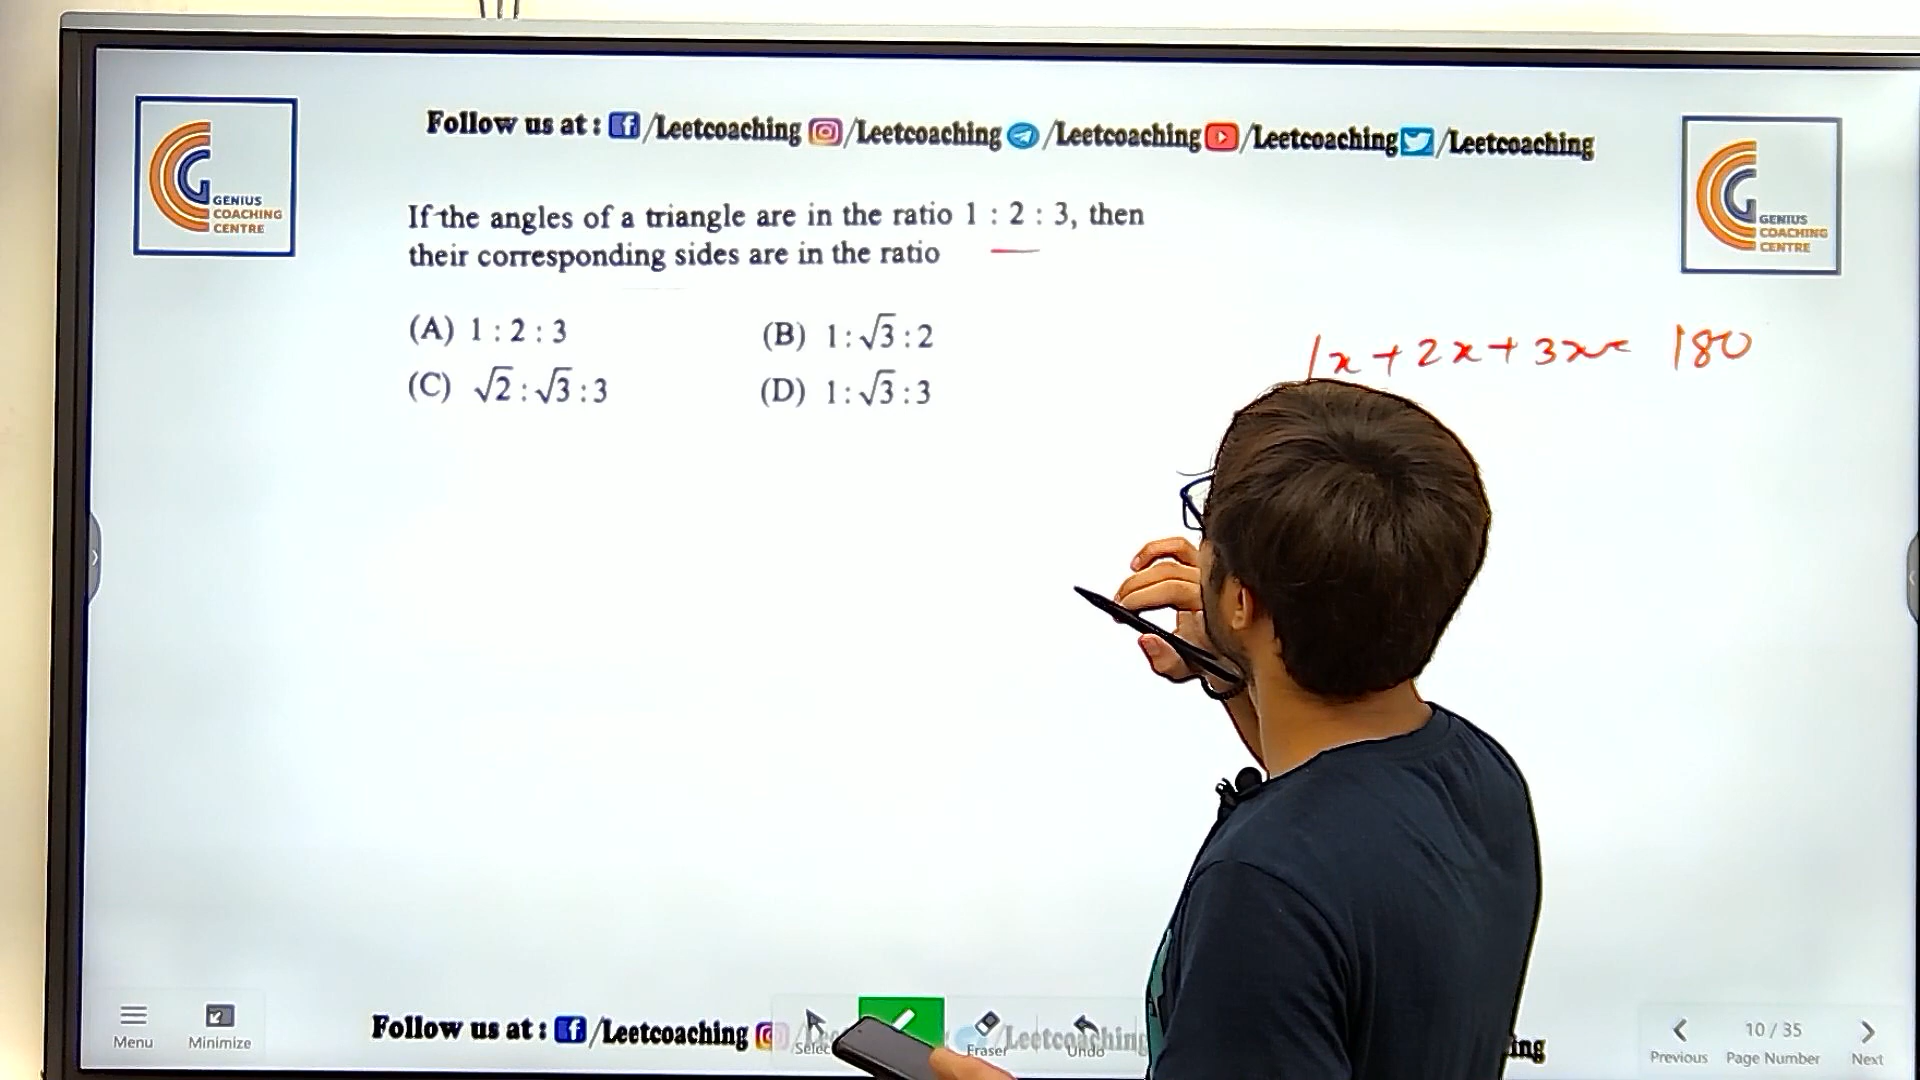 Follow us at : /Leetcoaching /Leetcoaching /Leetcoaching /Leetcoaching /Leetcoaching
GENIUS
COACHING
CENTRE
GENIUS
COACHING
CENTRE
If the angles of a triangle are in the ratio 1 : 2 : 3, then
their corresponding sides are in the ratio
(A) 1 : 2 : 3 (B) 1 : √3 : 2
(C) √2 : √3 : 3 (D) 1 : √3 : 3
1x + 2x + 3x = 180
Menu
Minimize
Follow us at : /Leetcoaching
Eraser
/Leetcoaching
Undo
10 / 35
Previous
Page Number
Next